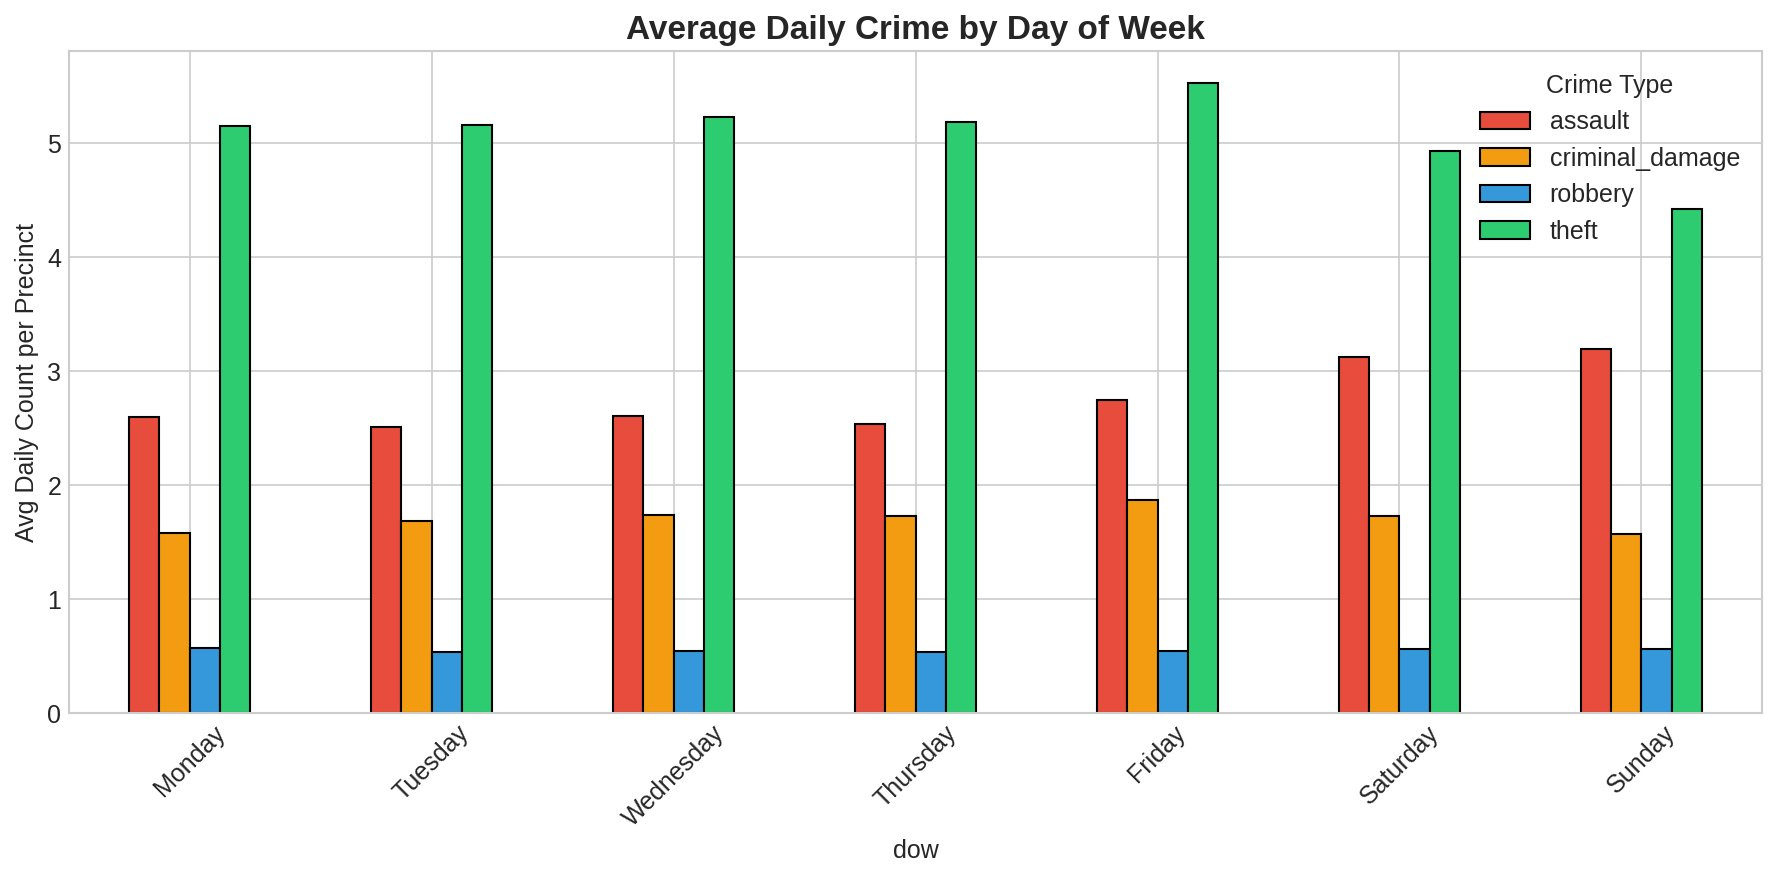 Average Daily Crime by Day of Week
Avg Daily Count per Precinct
5
4
3
2
1
0
Crime Type
assault
criminal_damage
robbery
theft
Monday
Tuesday
Wednesday
Thursday
Friday
Saturday
Sunday
dow